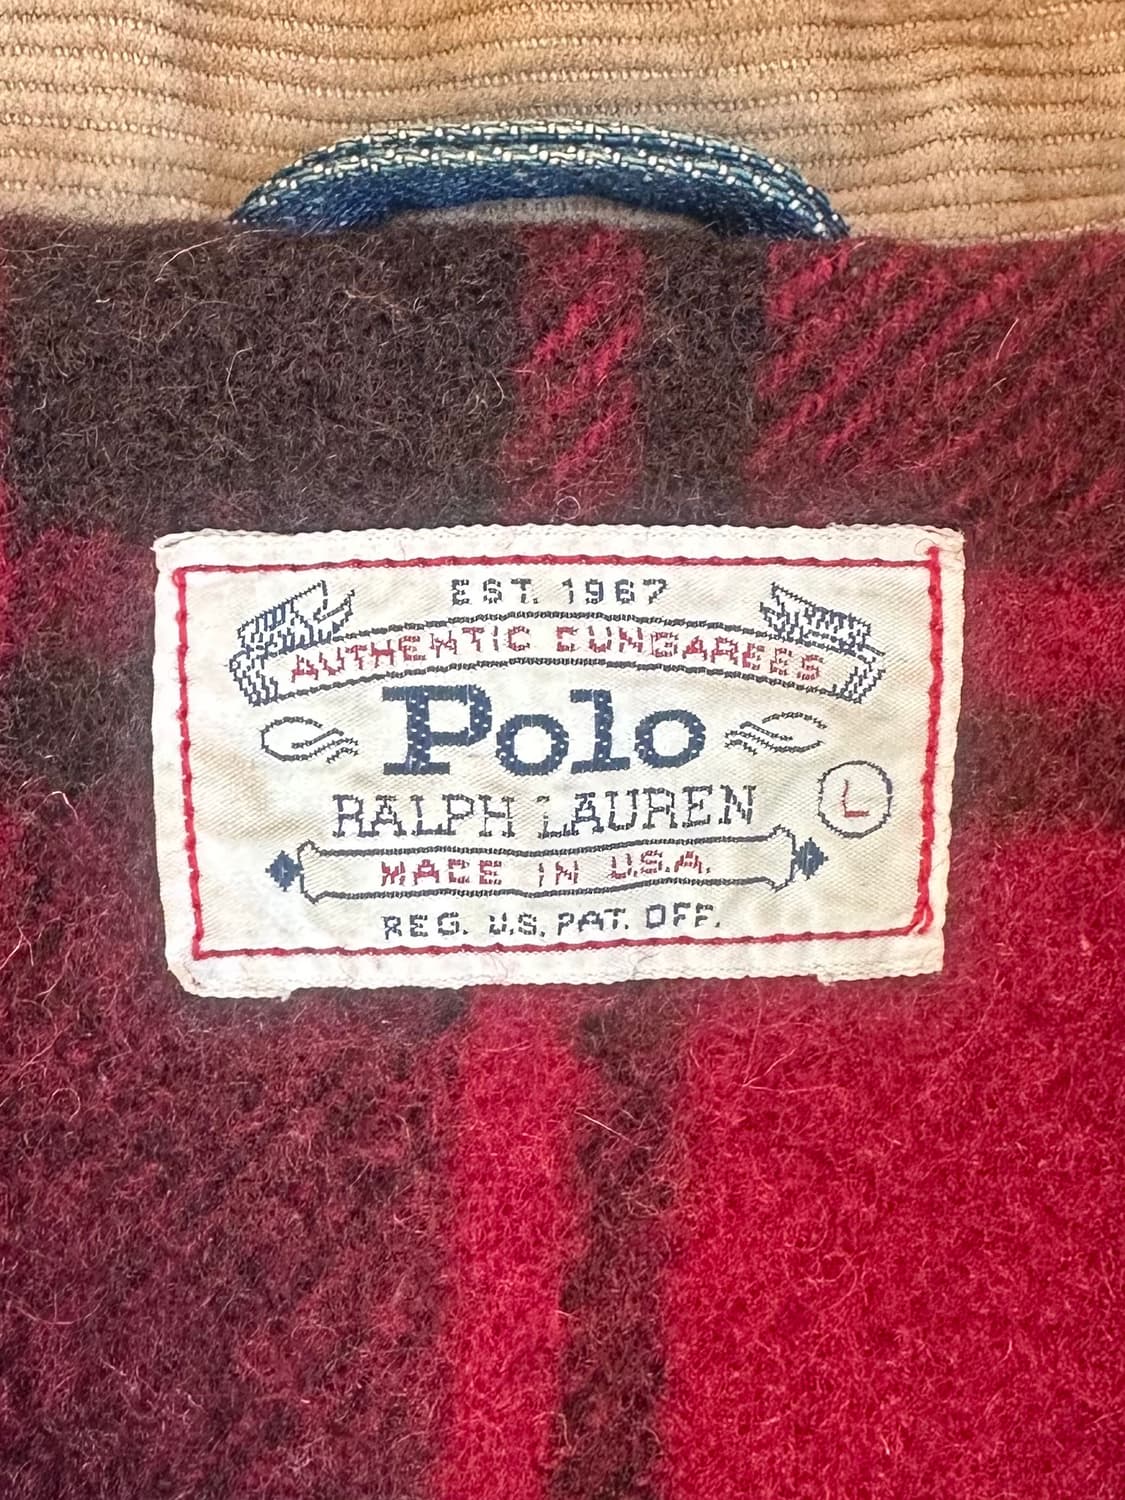 EST. 1967
AUTHENTIC DUNGAREES
Polo
RALPH LAUREN
L
MADE IN U.S.A.
REG. U.S. PAT. OFF.